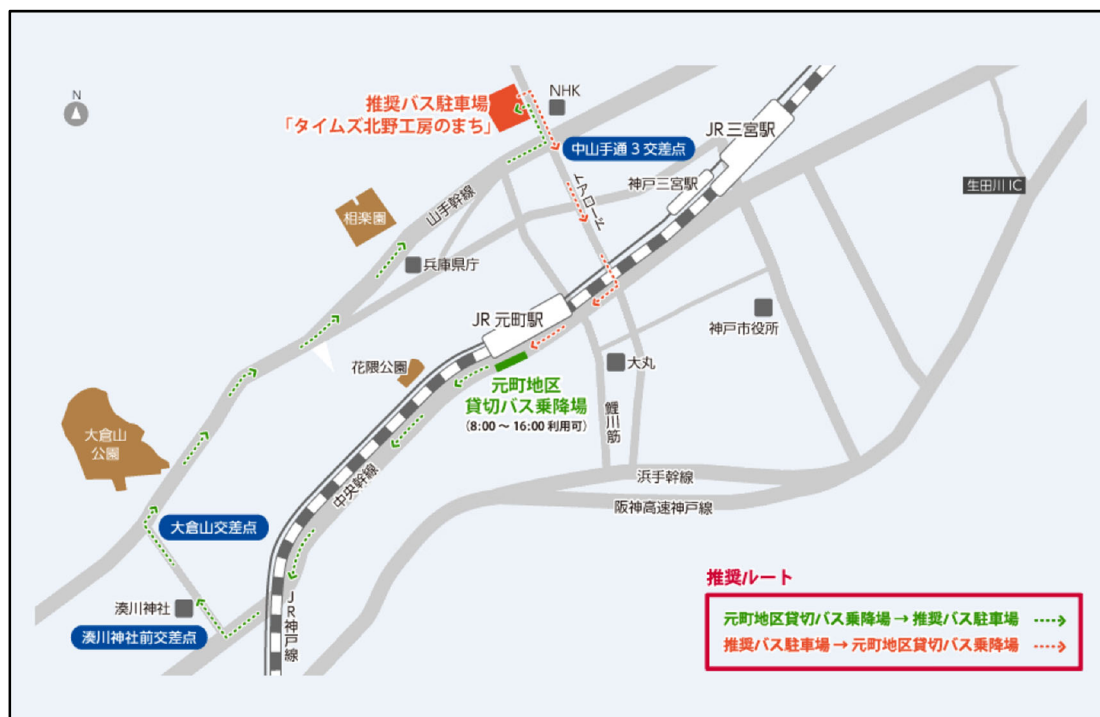 N
推奨バス駐車場
「タイムズ北野工房のまち」
NHK
中山手通3交差点
JR三宮駅
神戸三宮駅
生田川IC
トアロード
相楽園
山手幹線
兵庫県庁
JR元町駅
神戸市役所
花隈公園
大丸
元町地区
貸切バス乗降場
(8:00〜16:00利用可)
鯉川筋
大倉山
公園
中央幹線
浜手幹線
阪神高速神戸線
大倉山交差点
湊川神社
湊川神社前交差点
JR神戸線
推奨ルート
元町地区貸切バス乗降場→推奨バス駐車場
推奨バス駐車場→元町地区貸切バス乗降場